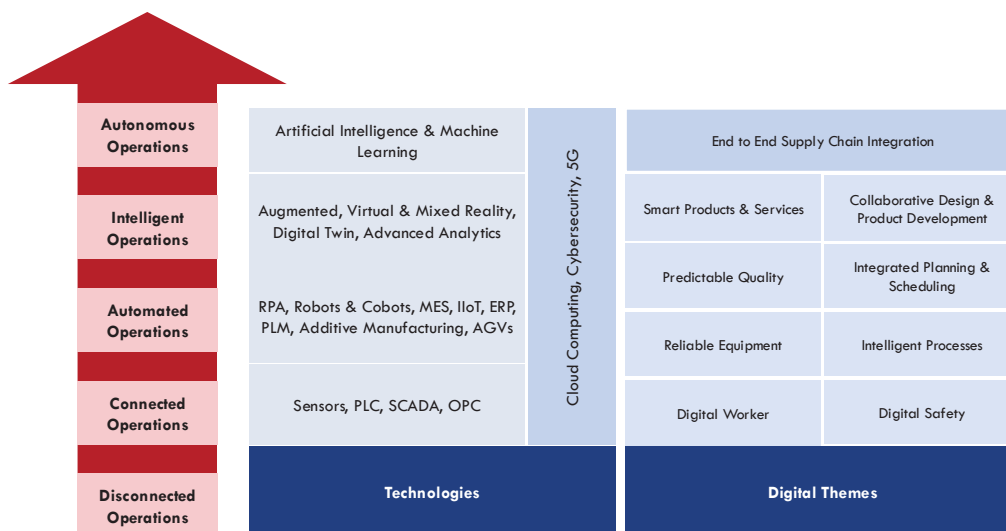 Autonomous
Operations
Intelligent
Operations
Automated
Operations
Connected
Operations
Disconnected
Operations
Artificial Intelligence & Machine
Learning
Augmented, Virtual & Mixed Reality,
Digital Twin, Advanced Analytics
RPA, Robots & Cobots, MES, IIoT, ERP,
PLM, Additive Manufacturing, AGVs
Sensors, PLC, SCADA, OPC
Cloud Computing, Cybersecurity, 5G
Technologies
End to End Supply Chain Integration
Smart Products & Services
Collaborative Design &
Product Development
Predictable Quality
Integrated Planning &
Scheduling
Reliable Equipment
Intelligent Processes
Digital Worker
Digital Safety
Digital Themes